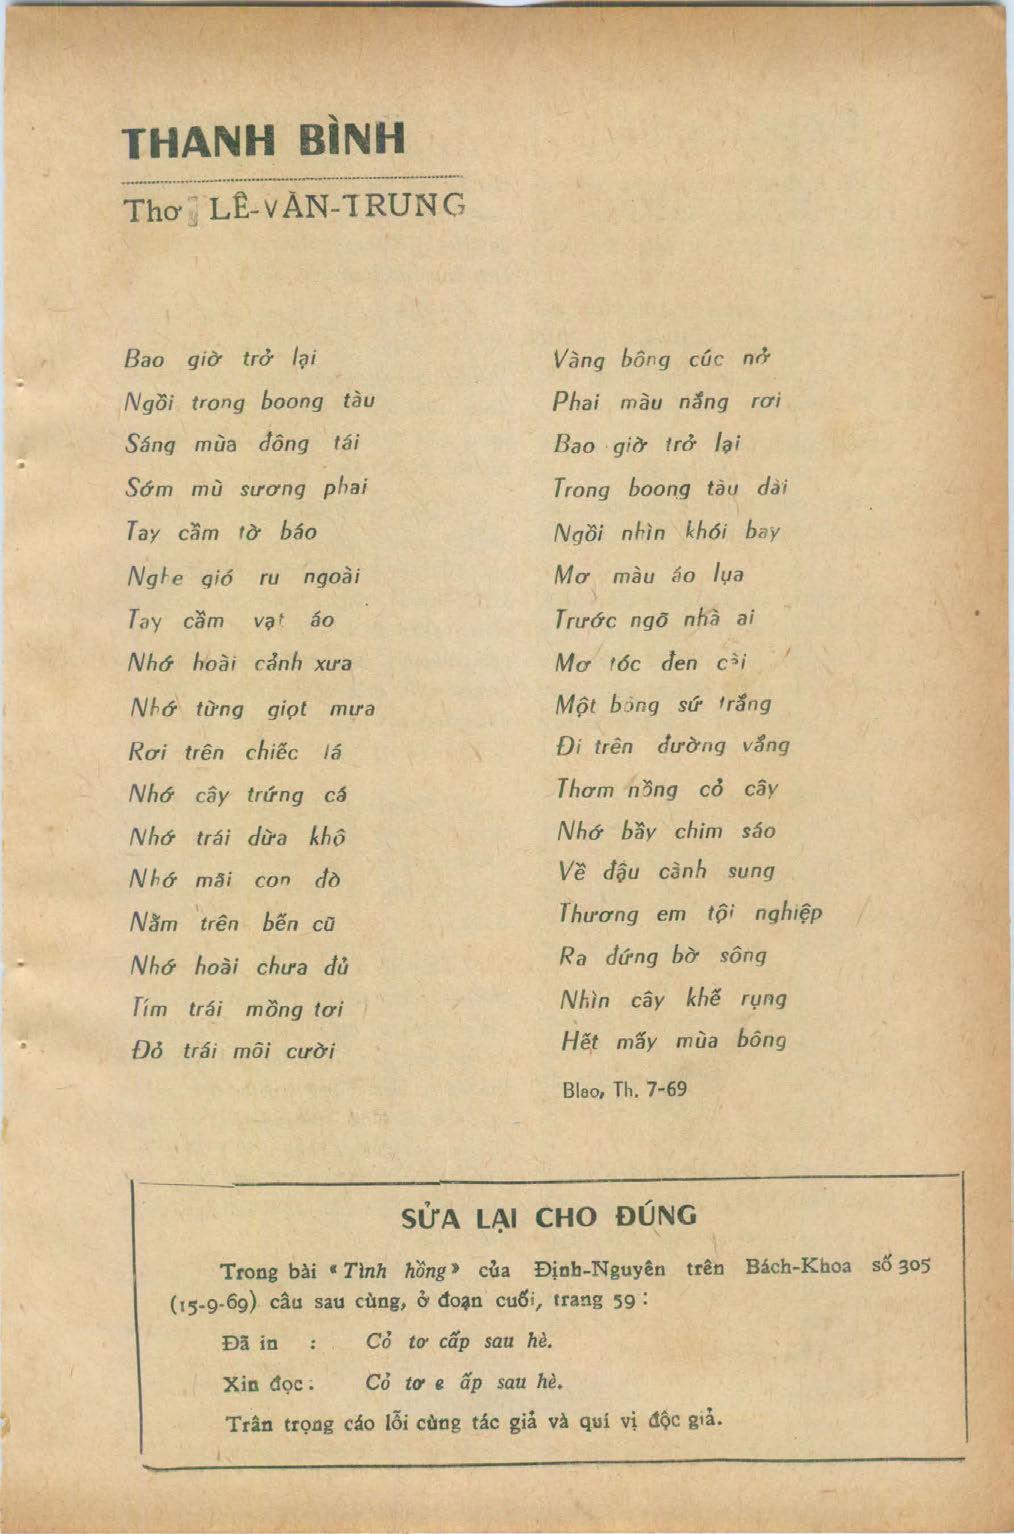 THANH BÌNH
Thơ LÊ-VĂN-TRUNG
Bao giờ trở lại
Ngồi trong boong tàu
Sáng mùa đông tái
Sớm mù sương phai
Tay cầm tờ báo
Nghe gió ru ngoài
Tay cầm vạt áo
Nhớ hoài cảnh xưa
Nhớ từng giọt mưa
Rơi trên chiếc lá
Nhớ cây trứng cá
Nhớ trái dừa khô
Nhớ mãi con đò
Nằm trên bến cũ
Nhớ hoài chưa đủ
Tím trái mồng tơi
Đỏ trái môi cười
Vàng bông cúc nở
Phai màu nắng rơi
Bao giờ trở lại
Trong boong tàu dài
Ngồi nhìn khói bay
Mơ màu áo lụa
Trước ngõ nhà ai
Mơ tóc đen cài
Một bông sứ trắng
Đi trên đường vắng
Thơm nồng cỏ cây
Nhớ bầy chim sáo
Về đậu cành sung
Thương em tội nghiệp
Ra đứng bờ sông
Nhìn cây khế rụng
Hết mấy mùa bông
Blao, Th. 7-69
SỬA LẠI CHO ĐÚNG
Trong bài «Tình hồng» của Định-Nguyên trên Bách-Khoa số 305
(15-9-69) câu sau cùng, ở đoạn cuối, trang 59 :
Đã in : Cỏ tơ cấp sau hè.
Xin đọc : Cỏ tơ e ấp sau hè.
Trân trọng cáo lỗi cùng tác giả và quí vị độc giả.